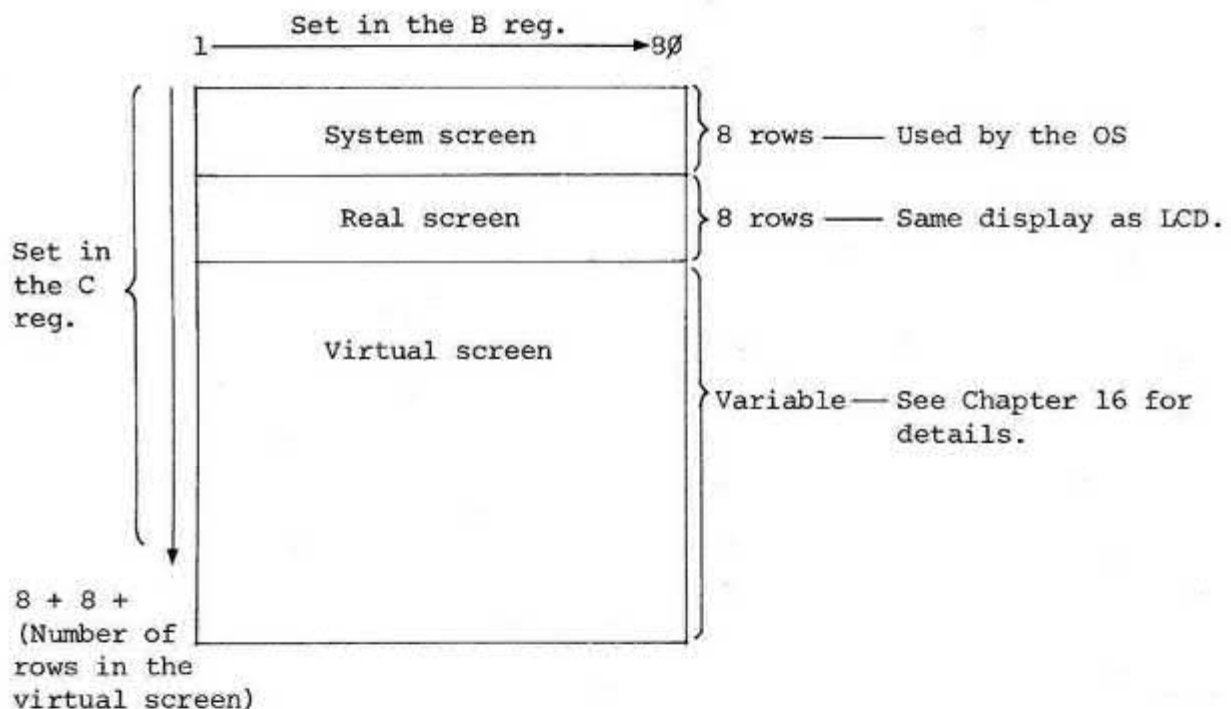 Set in the B reg.
1 8Ø
System screen
8 rows — Used by the OS
Real screen
8 rows — Same display as LCD.
Set in
the C
reg.
Virtual screen
Variable — See Chapter 16 for
details.
8 + 8 +
(Number of
rows in the
virtual screen)